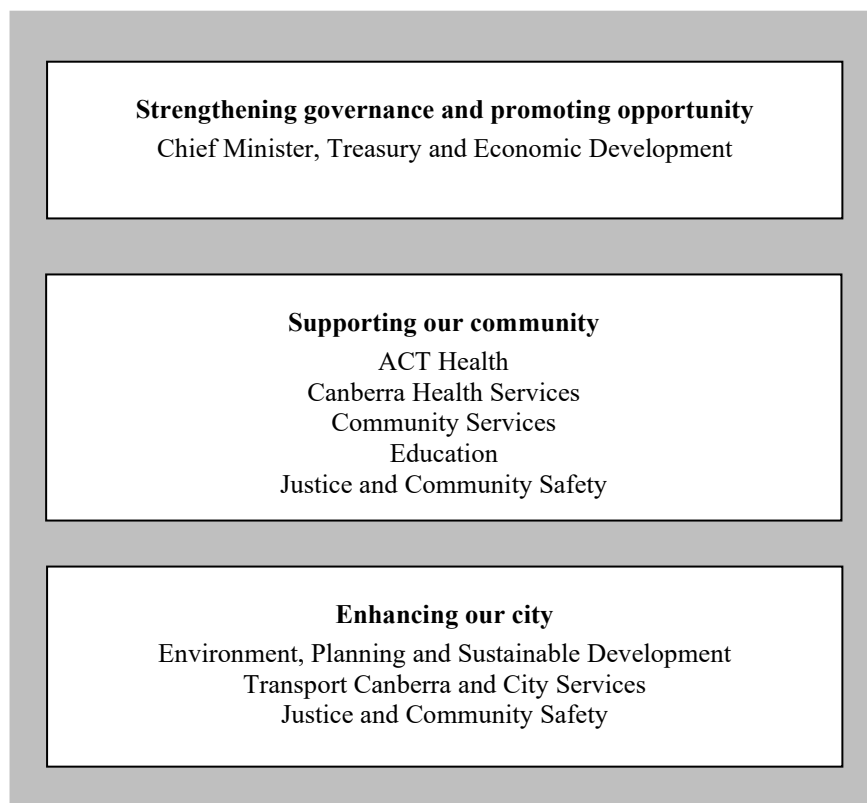 Strengthening governance and promoting opportunity
Chief Minister, Treasury and Economic Development
Supporting our community
ACT Health
Canberra Health Services
Community Services
Education
Justice and Community Safety
Enhancing our city
Environment, Planning and Sustainable Development
Transport Canberra and City Services
Justice and Community Safety